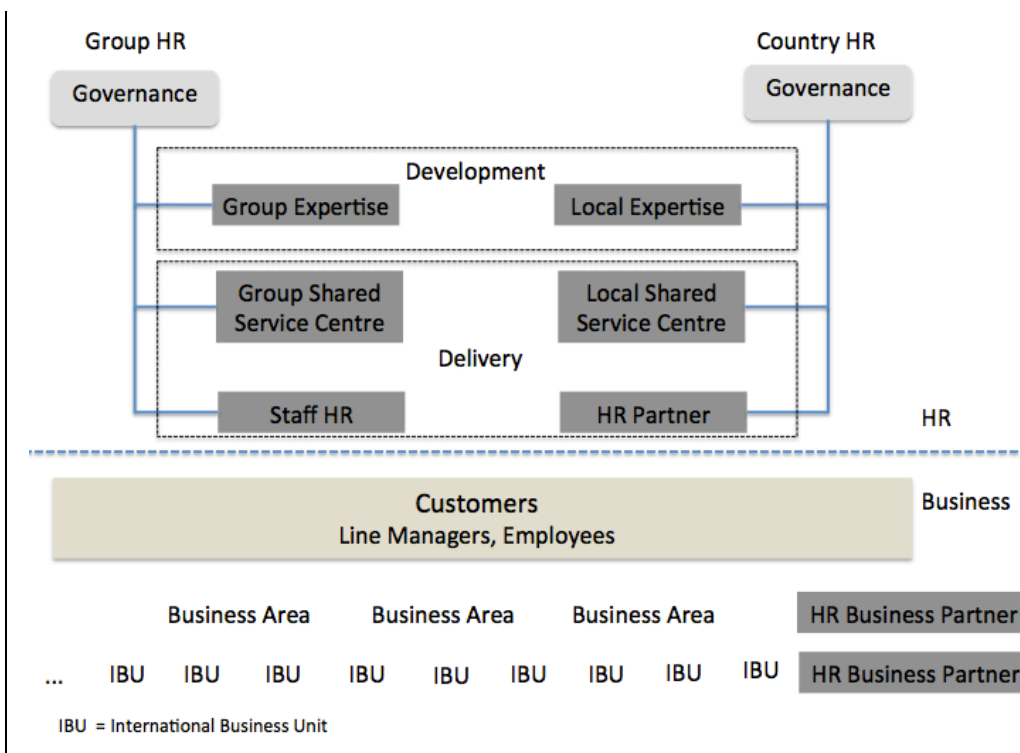 Group HR
Country HR
Governance
Governance
Development
Group Expertise
Local Expertise
Group Shared
Service Centre
Local Shared
Service Centre
Delivery
Staff HR
HR Partner
HR
Customers
Line Managers, Employees
Business
Business Area
Business Area
Business Area
HR Business Partner
... IBU IBU IBU IBU IBU IBU IBU IBU IBU
HR Business Partner
IBU = International Business Unit